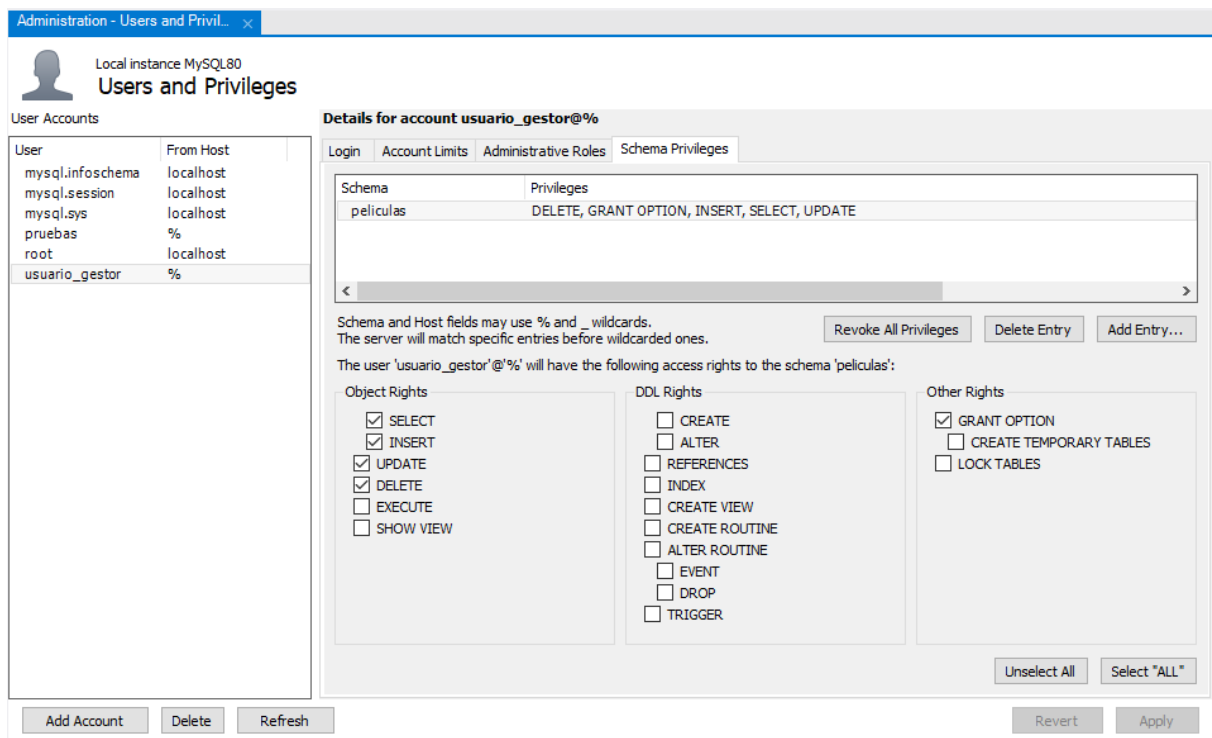 Administration - Users and Privil... ×
Local instance MySQL80
Users and Privileges
User Accounts
User From Host
mysql.infoschema localhost
mysql.session localhost
mysql.sys localhost
pruebas %
root localhost
usuario_gestor %
Details for account usuario_gestor@%
Login Account Limits Administrative Roles Schema Privileges
Schema Privileges
peliculas DELETE, GRANT OPTION, INSERT, SELECT, UPDATE
Schema and Host fields may use % and _ wildcards.
The server will match specific entries before wildcarded ones.
Revoke All Privileges Delete Entry Add Entry...
The user 'usuario_gestor'@'%' will have the following access rights to the schema 'peliculas':
Object Rights
SELECT
INSERT
UPDATE
DELETE
EXECUTE
SHOW VIEW
DDL Rights
CREATE
ALTER
REFERENCES
INDEX
CREATE VIEW
CREATE ROUTINE
ALTER ROUTINE
EVENT
DROP
TRIGGER
Other Rights
GRANT OPTION
CREATE TEMPORARY TABLES
LOCK TABLES
Unselect All Select "ALL"
Add Account Delete Refresh Revert Apply